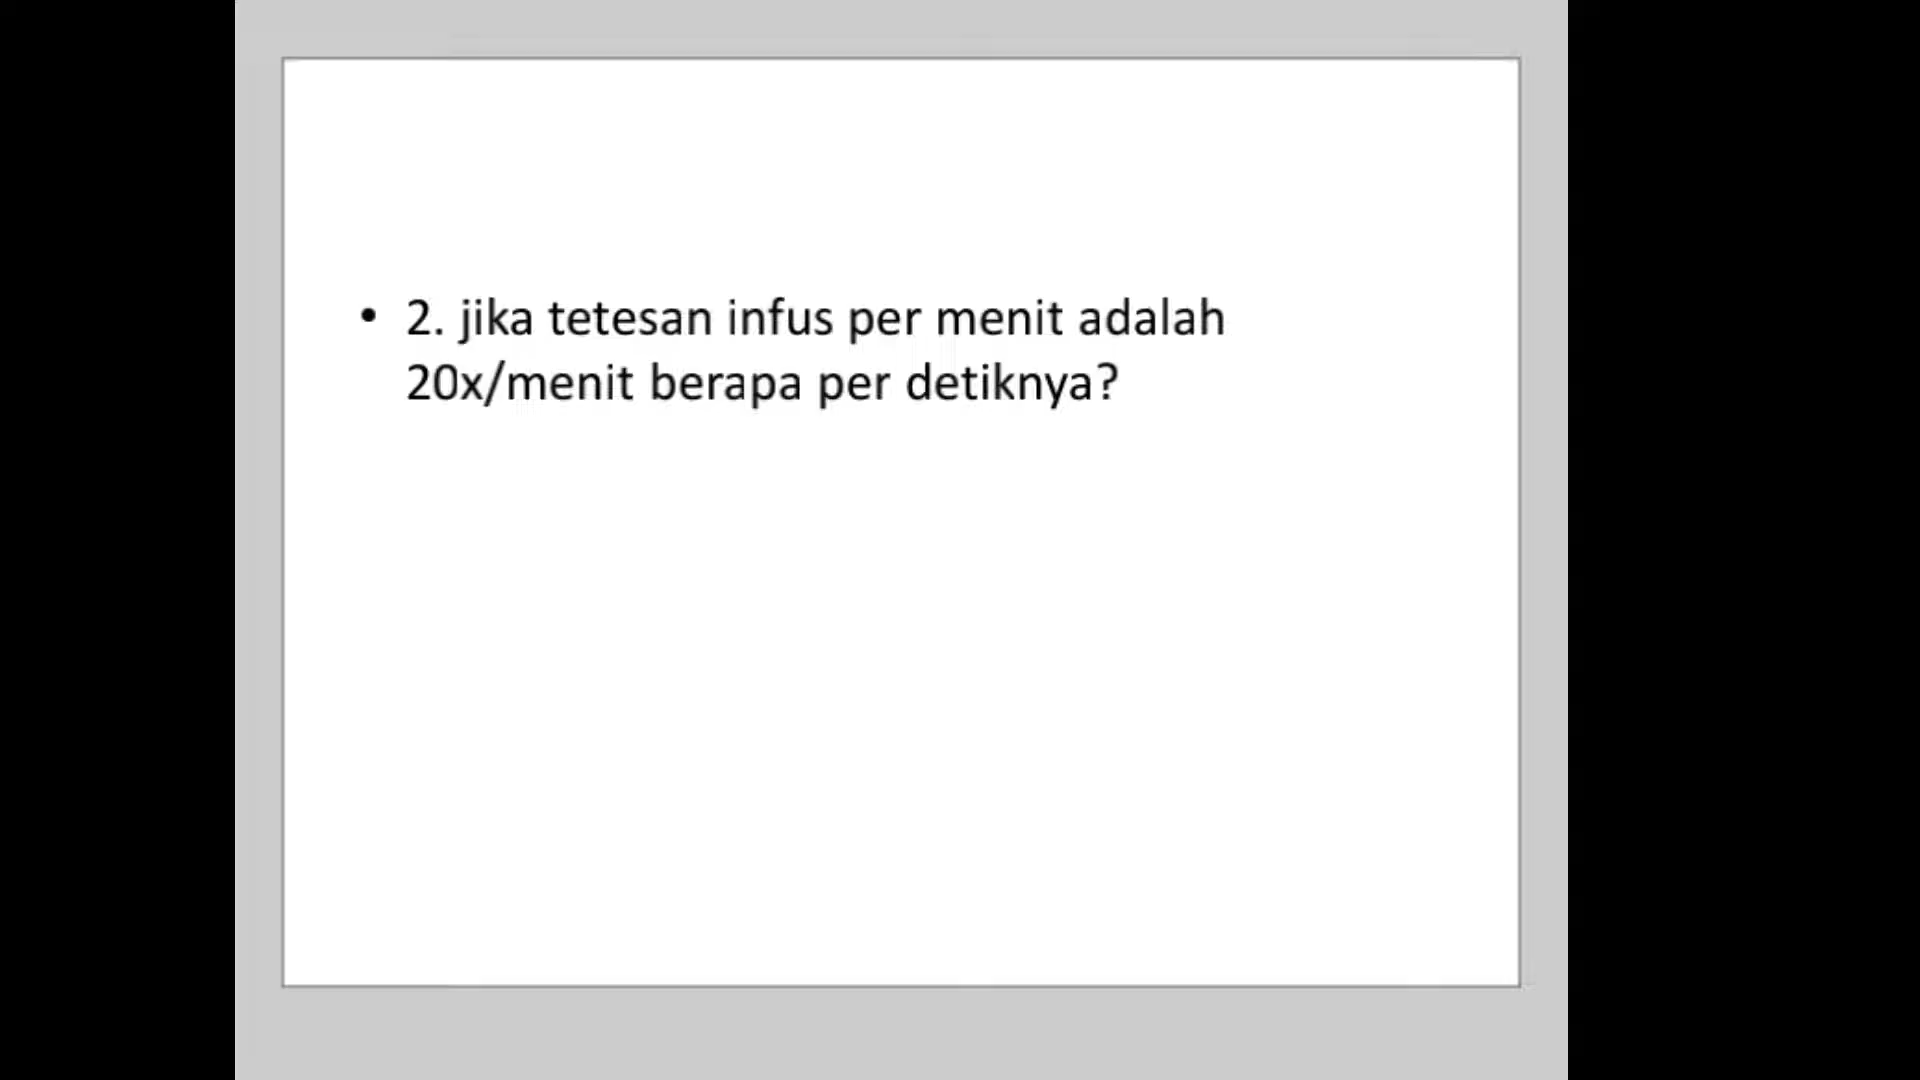 • 2. jika tetesan infus per menit adalah
20x/menit berapa per detiknya?